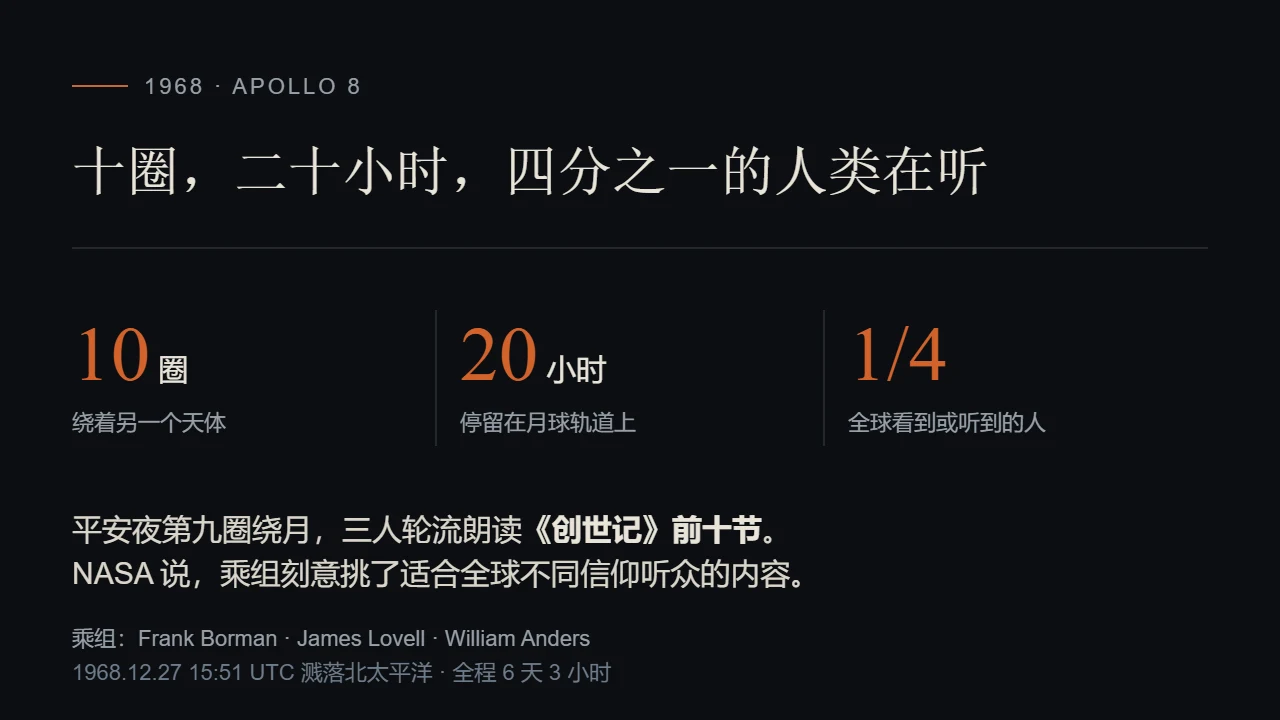 1968 · APOLLO 8
十圈，二十小时，四分之一的人类在听
10 圈
绕着另一个天体
20 小时
停留在月球轨道上
1/4
全球看到或听到的人
平安夜第九圈绕月，三人轮流朗读《创世记》前十节。
NASA 说，乘组刻意挑了适合全球不同信仰听众的内容。
乘组：Frank Borman · James Lovell · William Anders
1968.12.27 15:51 UTC 溅落北太平洋 · 全程 6 天 3 小时